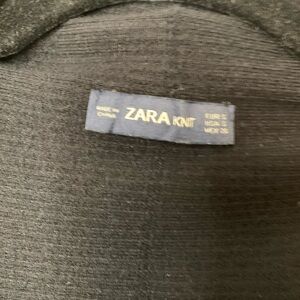 MADE IN
CHINA
ZARA KNIT
EUR S
USA S
MEX 26